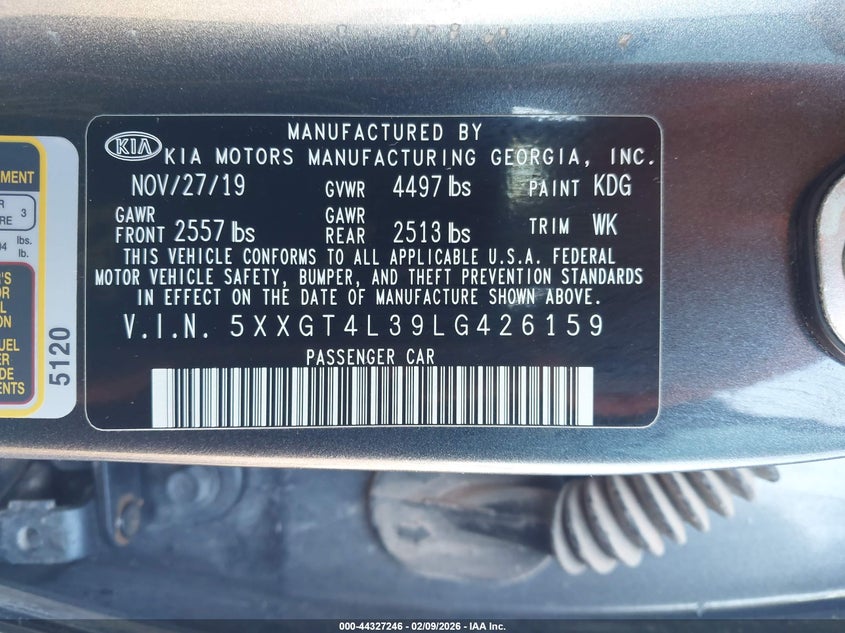 MANUFACTURED BY
KIA KIA MOTORS MANUFACTURING GEORGIA, INC.
NOV/27/19 GVWR 4497 lbs PAINT KDG
GAWR FRONT 2557 lbs GAWR REAR 2513 lbs TRIM WK
THIS VEHICLE CONFORMS TO ALL APPLICABLE U.S.A. FEDERAL
MOTOR VEHICLE SAFETY, BUMPER, AND THEFT PREVENTION STANDARDS
IN EFFECT ON THE DATE OF MANUFACTURE SHOWN ABOVE.
V.I.N. 5XXGT4L39LG426159
PASSENGER CAR
3
lbs.
lb.
5120
000-44327246 - 02/09/2026 - IAA Inc.